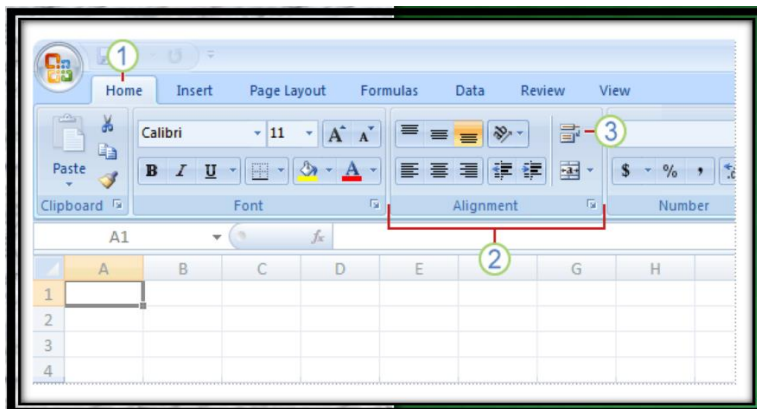 1
Home Insert Page Layout Formulas Data Review View
Calibri 11 A A 3
Paste B I U A $ % ,
Clipboard Font Alignment Number
A1 fx 2
A B C D E G H
1
2
3
4